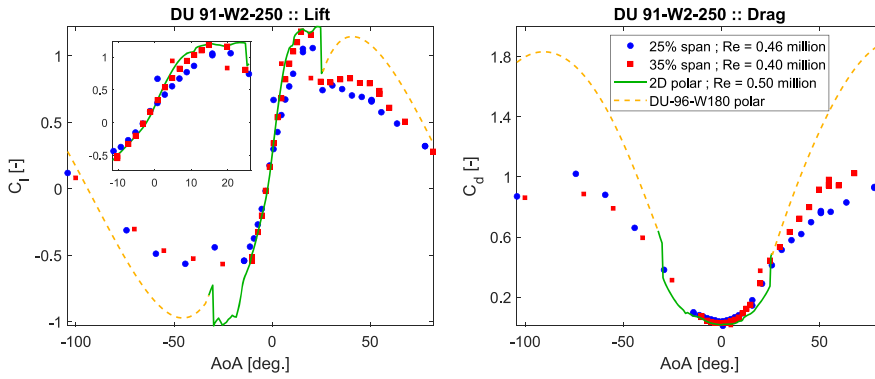 DU 91-W2-250 :: Lift
C_l [-]
1
0.5
0
-0.5
-1
-100
-50
0
50
AoA [deg.]
1
0.5
0
-0.5
-10
0
10
20
DU 91-W2-250 :: Drag
C_d [-]
1.8
1.4
1
0.6
0.2
-100
-50
0
50
AoA [deg.]
25% span ; Re = 0.46 million
35% span ; Re = 0.40 million
2D polar ; Re = 0.50 million
DU-96-W180 polar